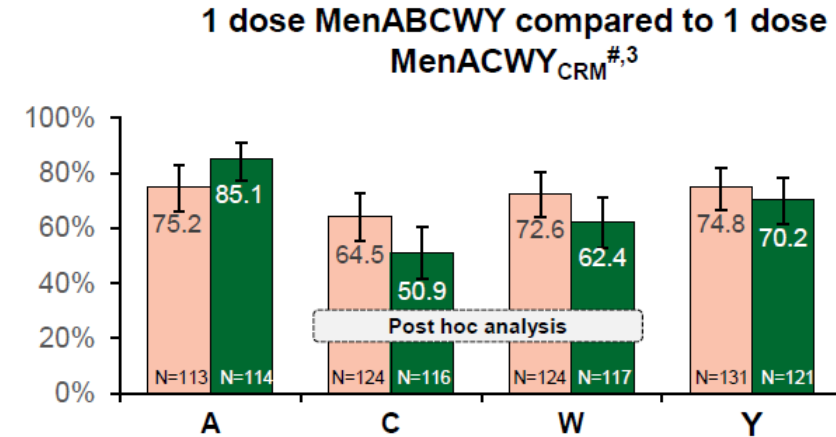 1 dose MenABCWY compared to 1 dose
MenACWY_CRM^#,3
100%
80%
60%
40%
20%
0%
75.2
85.1
64.5
50.9
72.6
62.4
74.8
70.2
Post hoc analysis
N=113 N=114 N=124 N=116 N=124 N=117 N=131 N=121
A C W Y